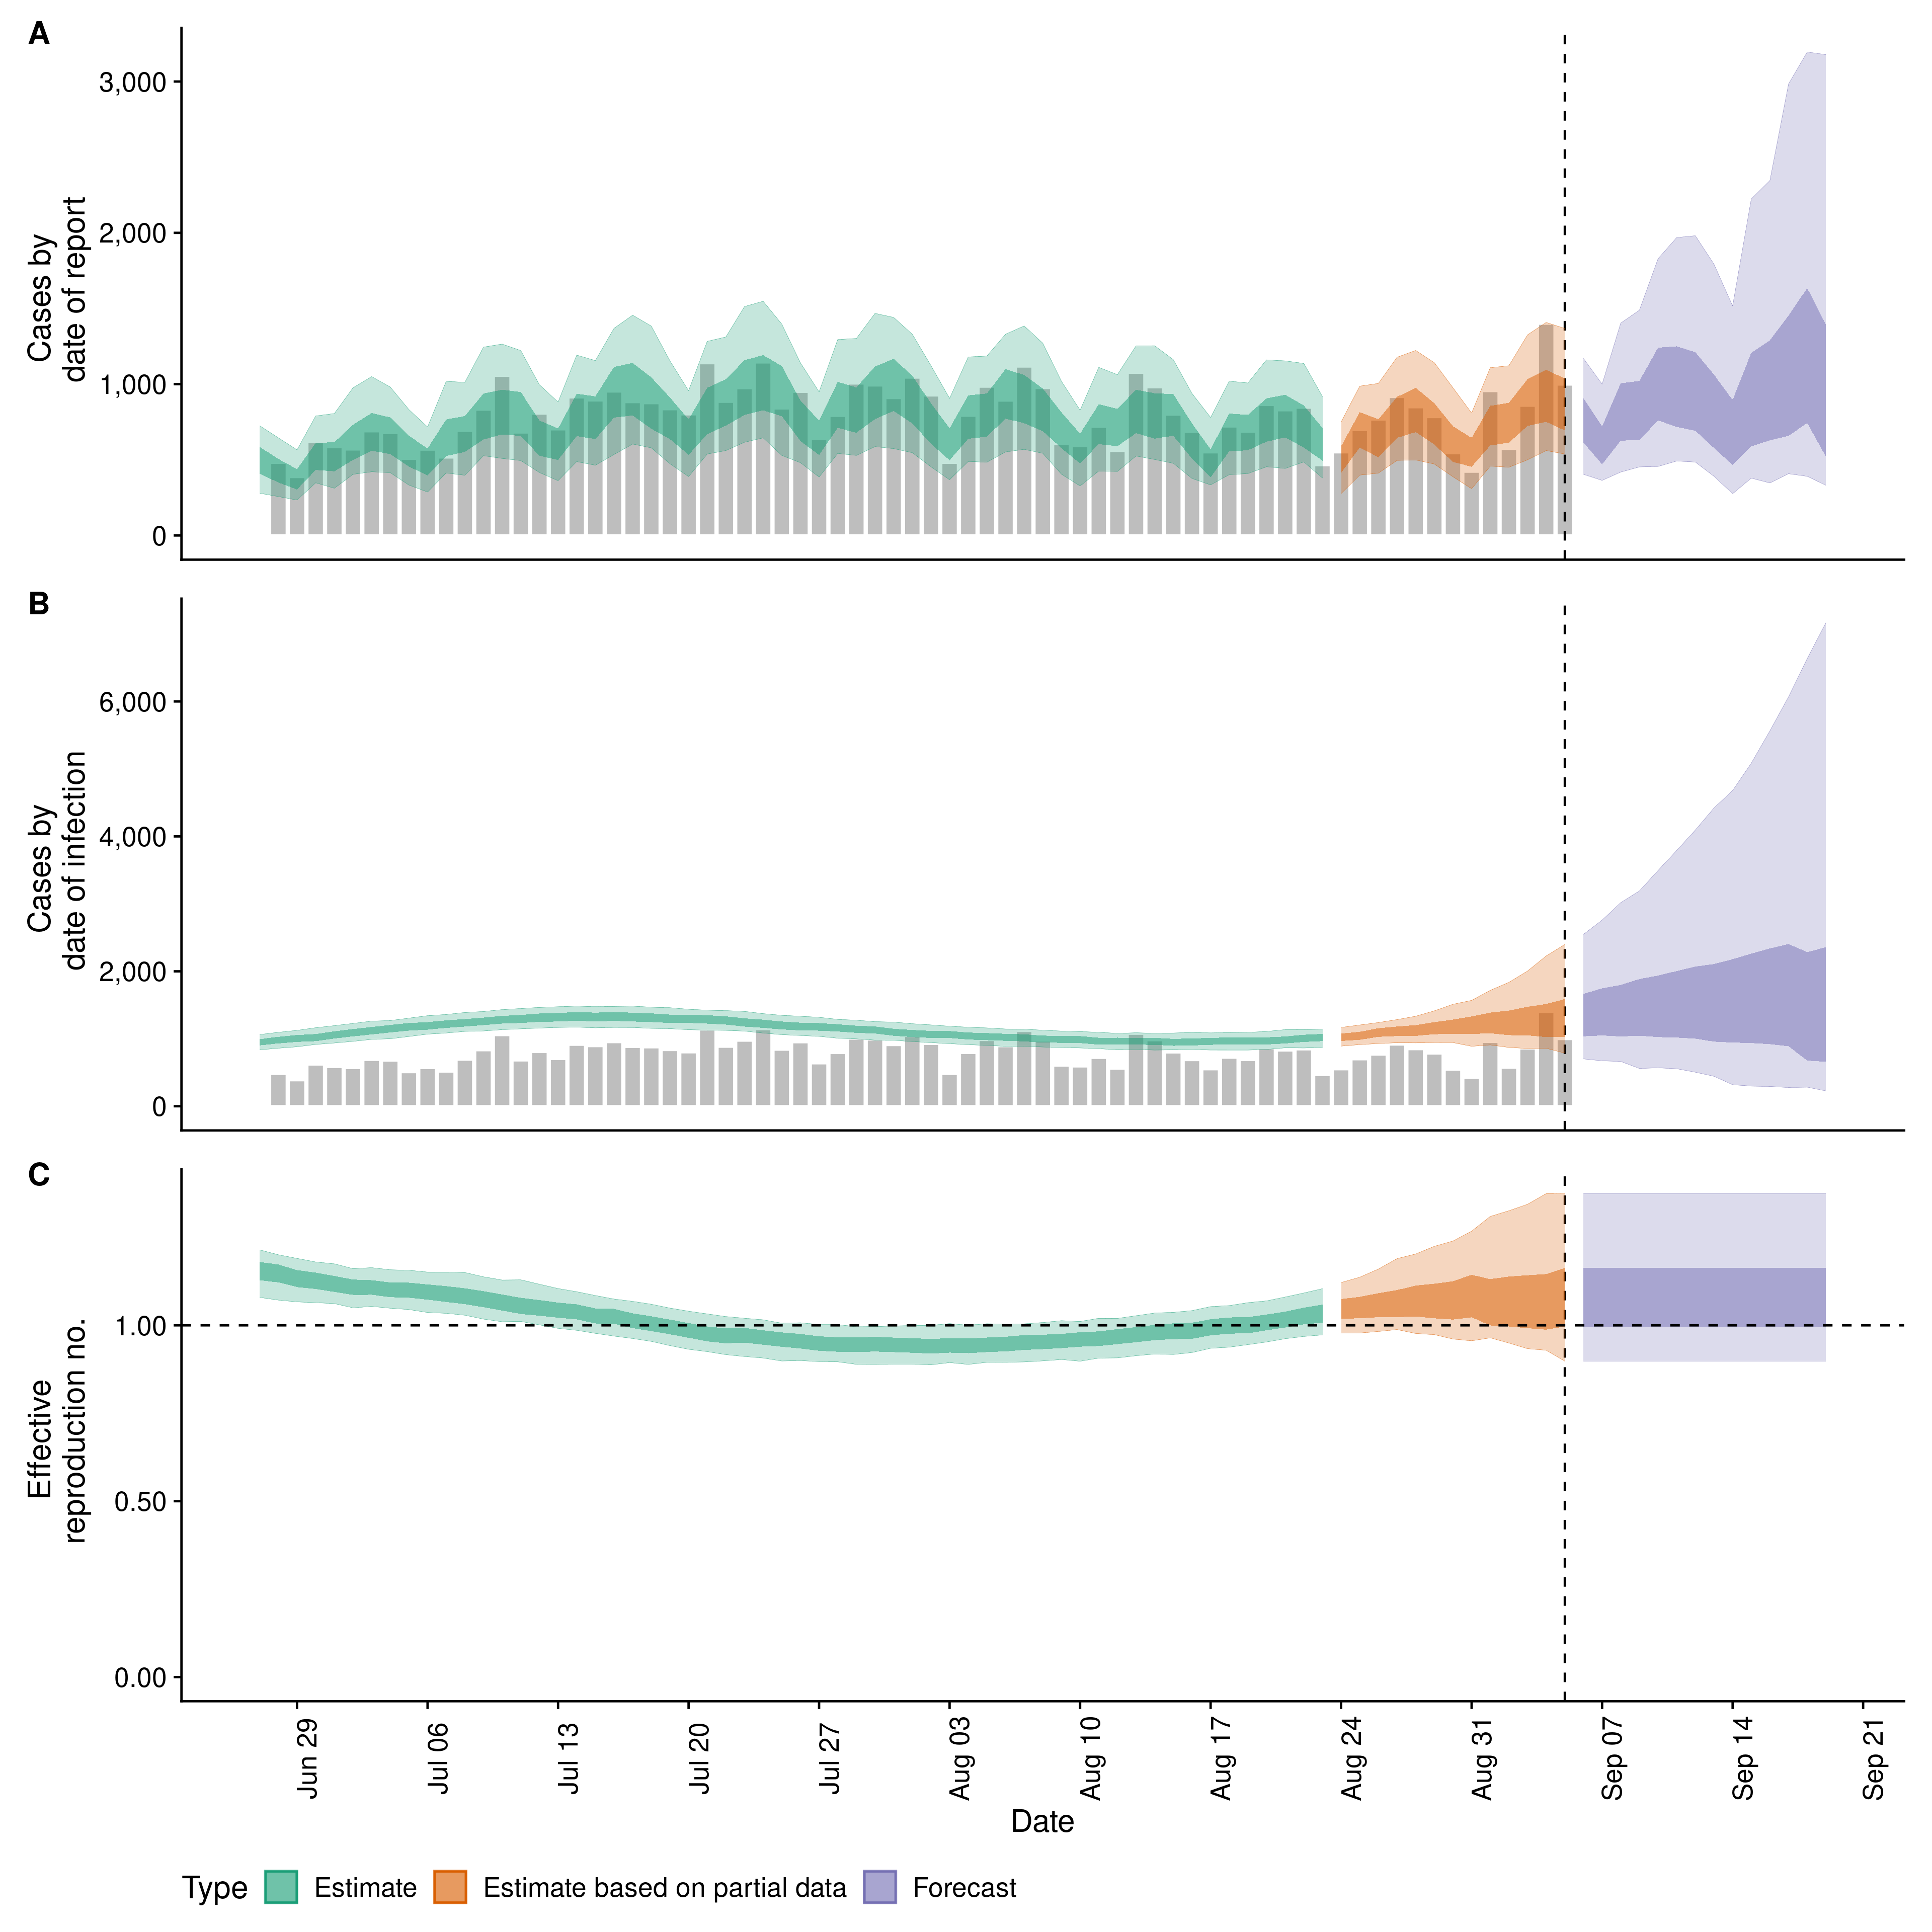 A
3,000
2,000
1,000
0
Cases by
date of report
B
6,000
4,000
2,000
0
Cases by
date of infection
C
1.00
0.50
0.00
Effective
reproduction no.
Jun 29
Jul 06
Jul 13
Jul 20
Jul 27
Aug 03
Aug 10
Aug 17
Aug 24
Aug 31
Sep 07
Sep 14
Sep 21
Date
Type
Estimate
Estimate based on partial data
Forecast